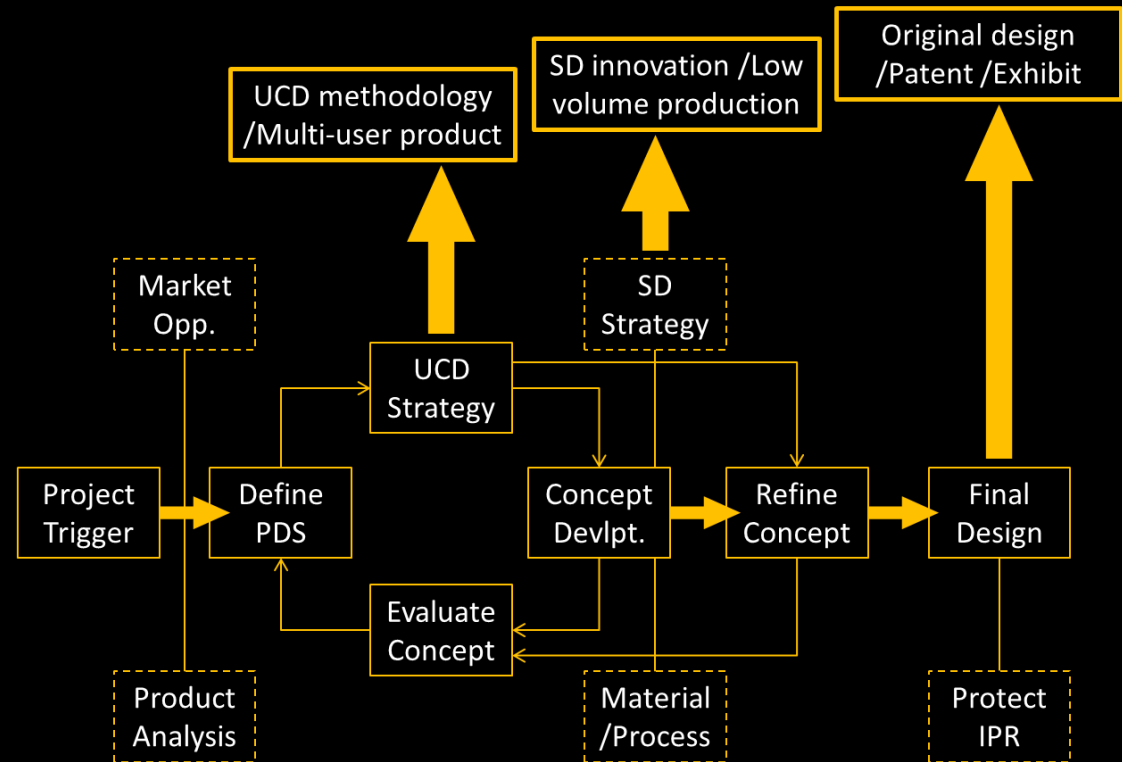 Original design
/Patent /Exhibit
SD innovation /Low
volume production
UCD methodology
/Multi-user product
Market
Opp.
SD
Strategy
UCD
Strategy
Project
Trigger
Define
PDS
Concept
Devlpt.
Refine
Concept
Final
Design
Evaluate
Concept
Product
Analysis
Material
/Process
Protect
IPR